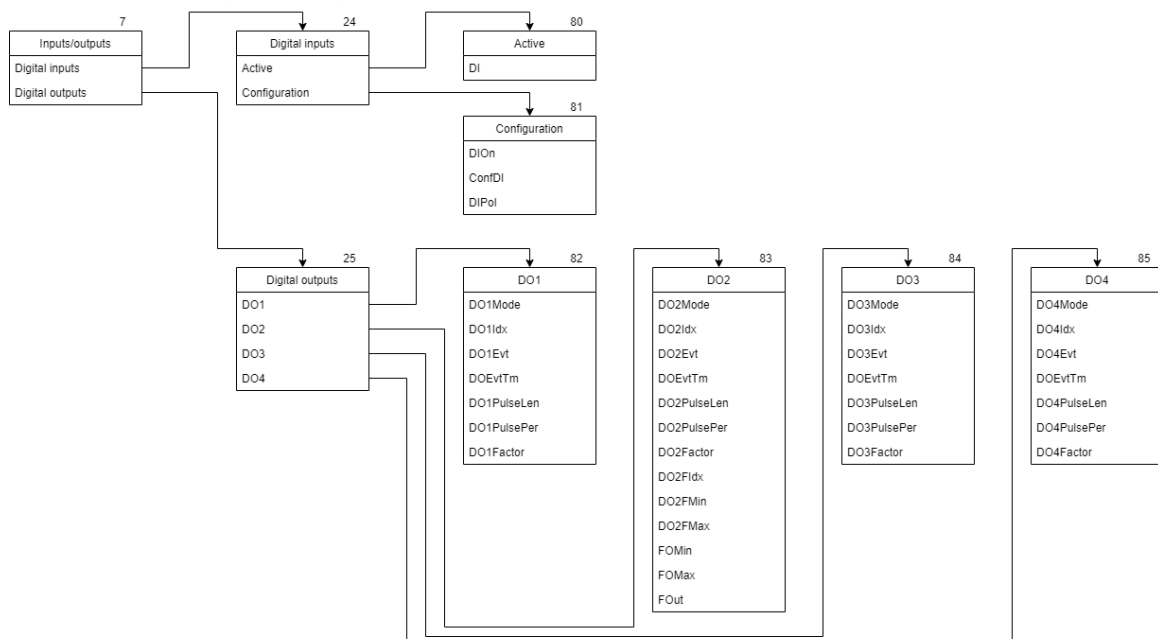 7
Inputs/outputs
Digital inputs
Digital outputs
24
Digital inputs
Active
Configuration
80
Active
DI
81
Configuration
DIOn
ConfDI
DIPol
25
Digital outputs
DO1
DO2
DO3
DO4
82
DO1
DO1Mode
DO1Idx
DO1Evt
DOEvtTm
DO1PulseLen
DO1PulsePer
DO1Factor
83
DO2
DO2Mode
DO2Idx
DO2Evt
DOEvtTm
DO2PulseLen
DO2PulsePer
DO2Factor
DO2FIdx
DO2FMin
DO2FMax
FOMin
FOMax
FOut
84
DO3
DO3Mode
DO3Idx
DO3Evt
DOEvtTm
DO3PulseLen
DO3PulsePer
DO3Factor
85
DO4
DO4Mode
DO4Idx
DO4Evt
DOEvtTm
DO4PulseLen
DO4PulsePer
DO4Factor